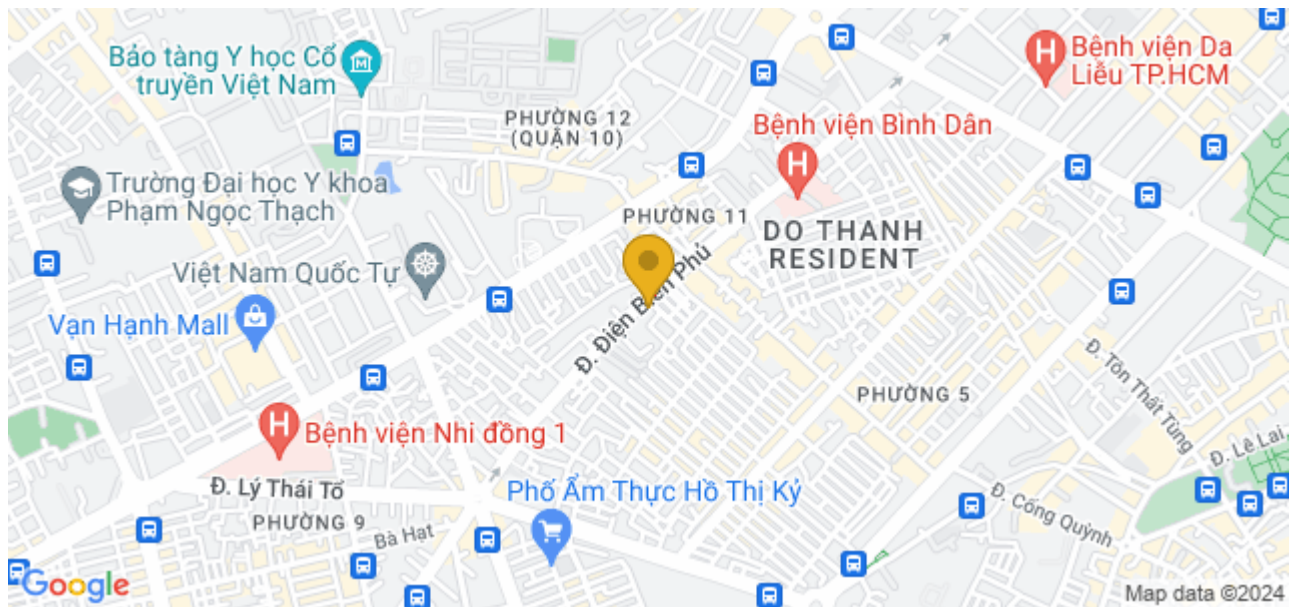 Bảo tàng Y học Cổ
truyền Việt Nam
PHƯỜNG 12
(QUẬN 10)
Bệnh viện Da
Liễu TP.HCM
Bệnh viện Bình Dân
Trường Đại học Y khoa
Phạm Ngọc Thạch
PHƯỜNG 11
DO THANH
RESIDENT
Việt Nam Quốc Tự
Đ. Điện Biên Phủ
Vạn Hạnh Mall
Đ. Tôn Thất Tùng
PHƯỜNG 5
Bệnh viện Nhi đồng 1
Đ. Lê Lai
Đ. Lý Thái Tổ
Phố Ẩm Thực Hồ Thị Kỷ
Đ. Cống Quỳnh
PHƯỜNG 9
Bà Hạt
Google
Map data ©2024